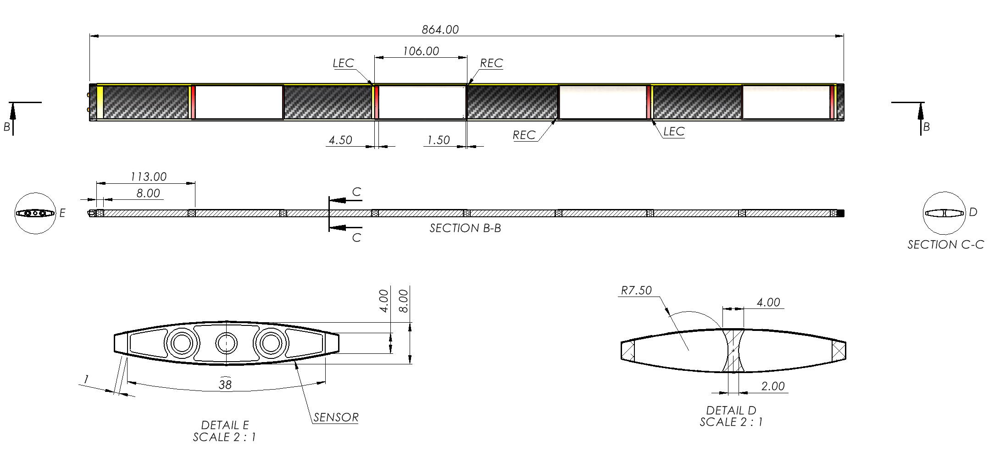 864.00
106.00
LEC
REC
B
B
REC
LEC
4.50
1.50
113.00
8.00
C
E
D
SECTION B-B
C
SECTION C-C
R7.50
4.00
4.00
8.00
1
38
2.00
SENSOR
DETAIL E
SCALE 2 : 1
DETAIL D
SCALE 2 : 1